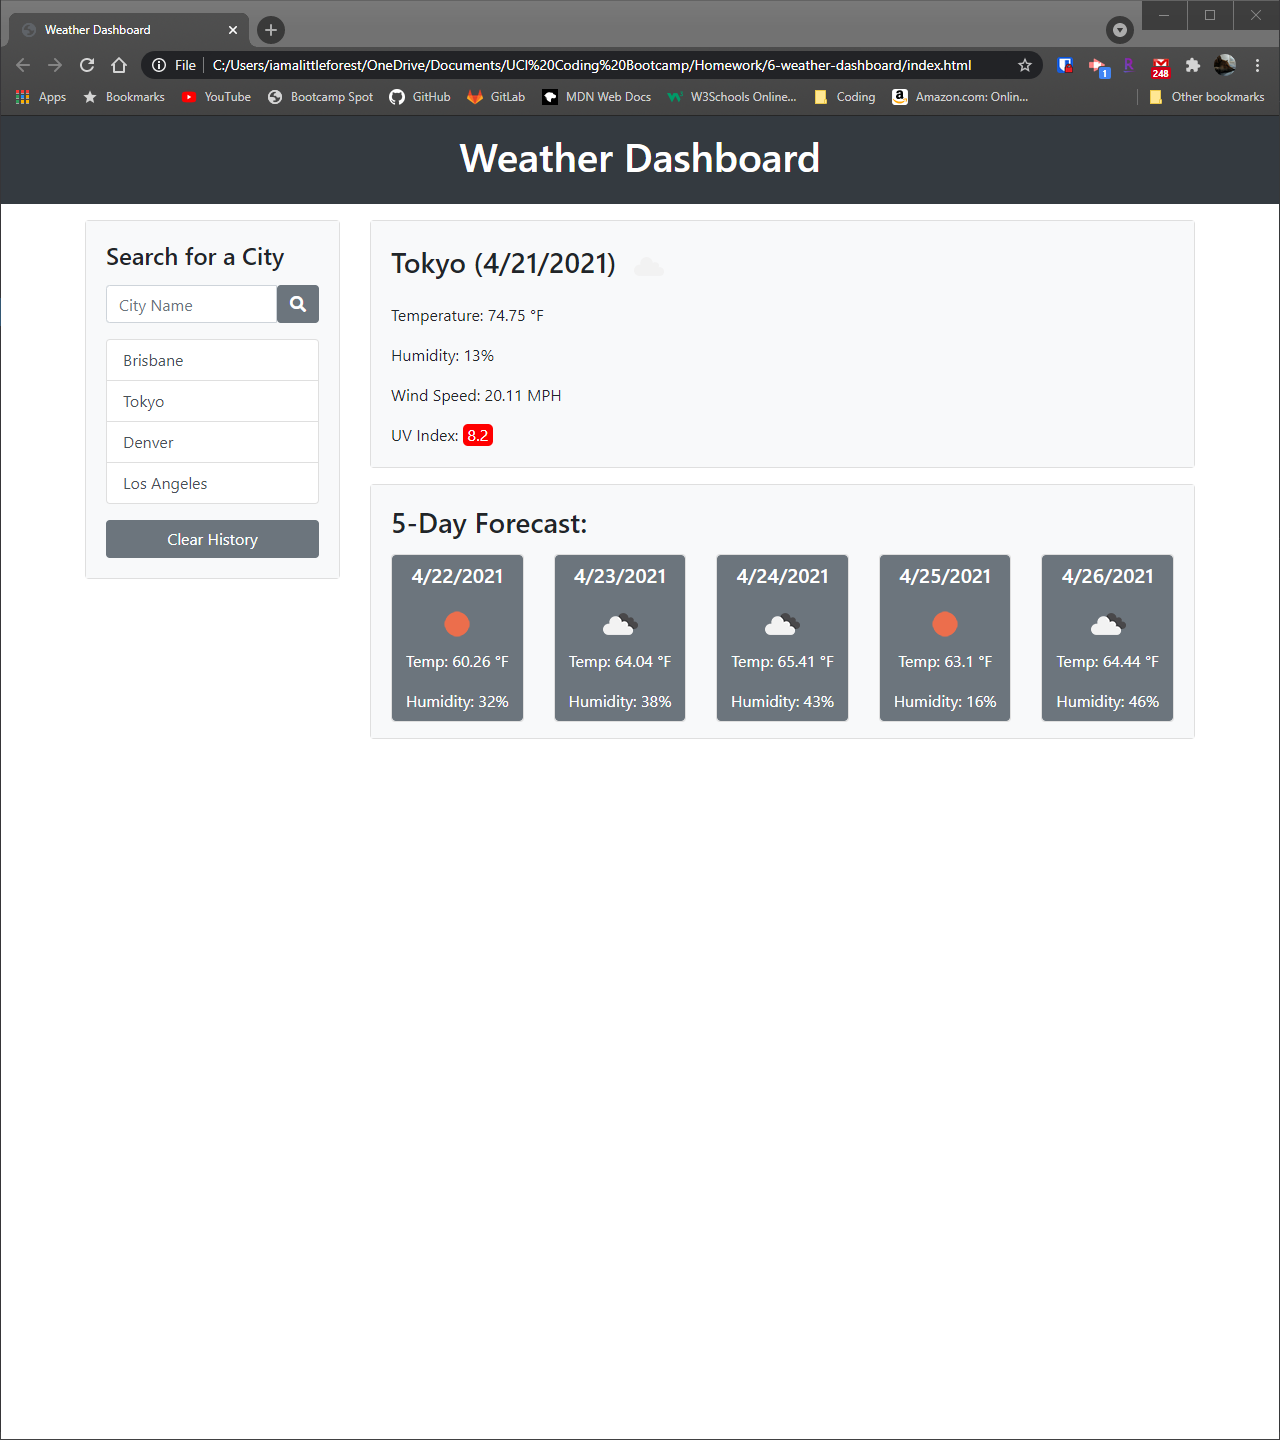 Weather Dashboard
File C:/Users/iamalittleforest/OneDrive/Documents/UCI%20Coding%20Bootcamp/Homework/6-weather-dashboard/index.html
1
R
248
Apps Bookmarks YouTube Bootcamp Spot GitHub GitLab MDN Web Docs W3Schools Online... Coding Amazon.com: Onlin... Other bookmarks
Weather Dashboard
Search for a City
City Name
Brisbane
Tokyo
Denver
Los Angeles
Clear History
Tokyo (4/21/2021)
Temperature: 74.75 °F
Humidity: 13%
Wind Speed: 20.11 MPH
UV Index: 8.2
5-Day Forecast:
4/22/2021 4/23/2021 4/24/2021 4/25/2021 4/26/2021
Temp: 60.26 °F Temp: 64.04 °F Temp: 65.41 °F Temp: 63.1 °F Temp: 64.44 °F
Humidity: 32% Humidity: 38% Humidity: 43% Humidity: 16% Humidity: 46%